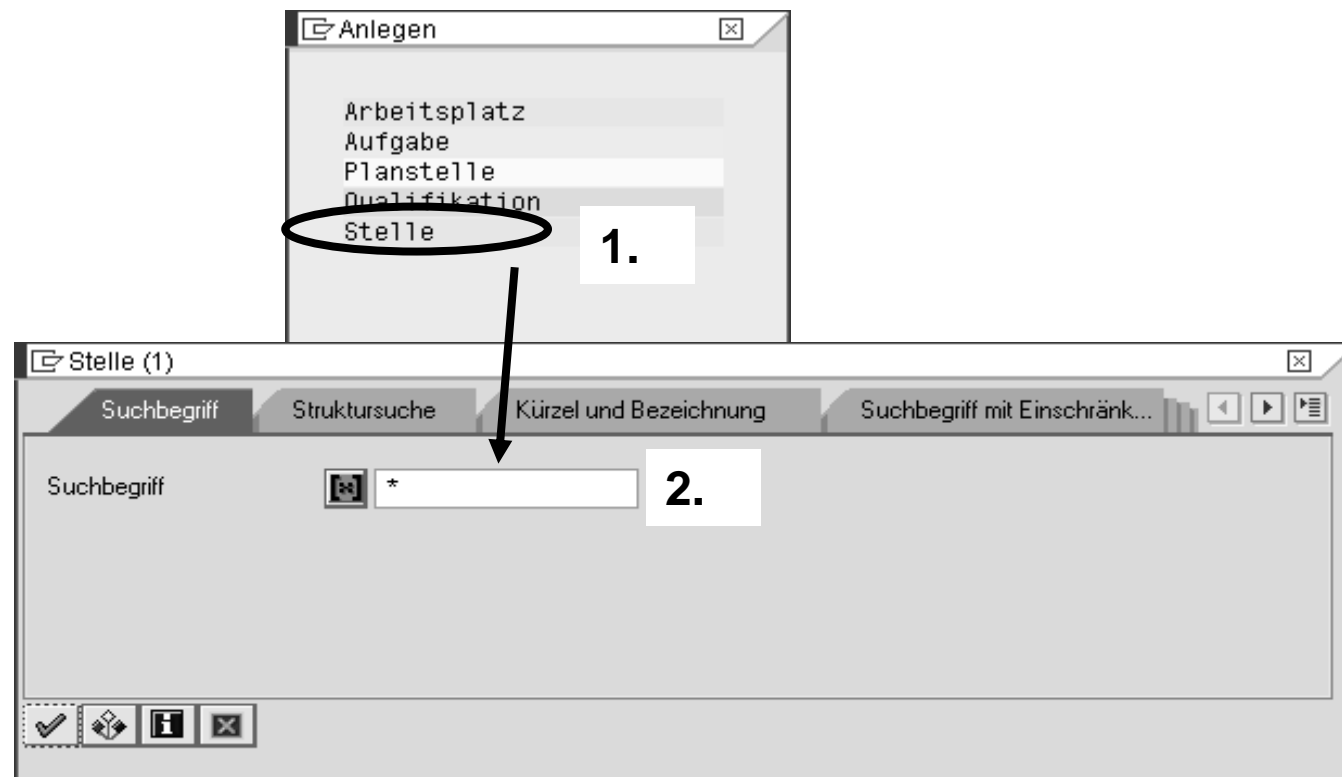 Anlegen
Arbeitsplatz
Aufgabe
Planstelle
Qualifikation
Stelle
1.
Stelle (1)
Suchbegriff Struktursuche Kürzel und Bezeichnung Suchbegriff mit Einschränk...
Suchbegriff * 2.